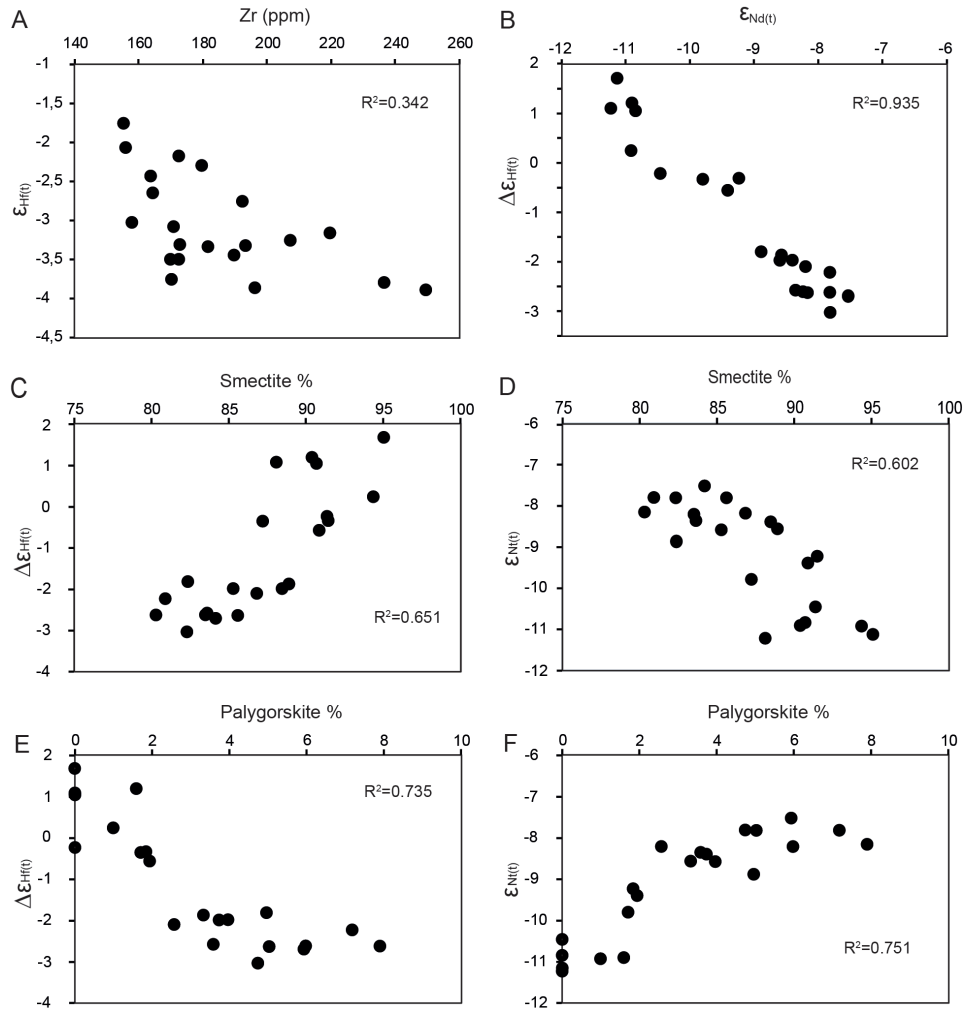 A
Zr (ppm)
140 160 180 200 220 240 260
-1
-1,5
-2
-2,5
-3
-3,5
-4
-4,5
εHf(t)
R²=0.342
B
εNd(t)
-12 -11 -10 -9 -8 -7 -6
2
1
0
-1
-2
-3
ΔεHf(t)
R²=0.935
C
Smectite %
75 80 85 90 95 100
2
1
0
-1
-2
-3
-4
ΔεHf(t)
R²=0.651
D
Smectite %
75 80 85 90 95 100
-6
-7
-8
-9
-10
-11
-12
εNt(t)
R²=0.602
E
Palygorskite %
0 2 4 6 8 10
2
1
0
-1
-2
-3
-4
ΔεHf(t)
R²=0.735
F
Palygorskite %
0 2 4 6 8 10
-6
-7
-8
-9
-10
-11
-12
εNt(t)
R²=0.751